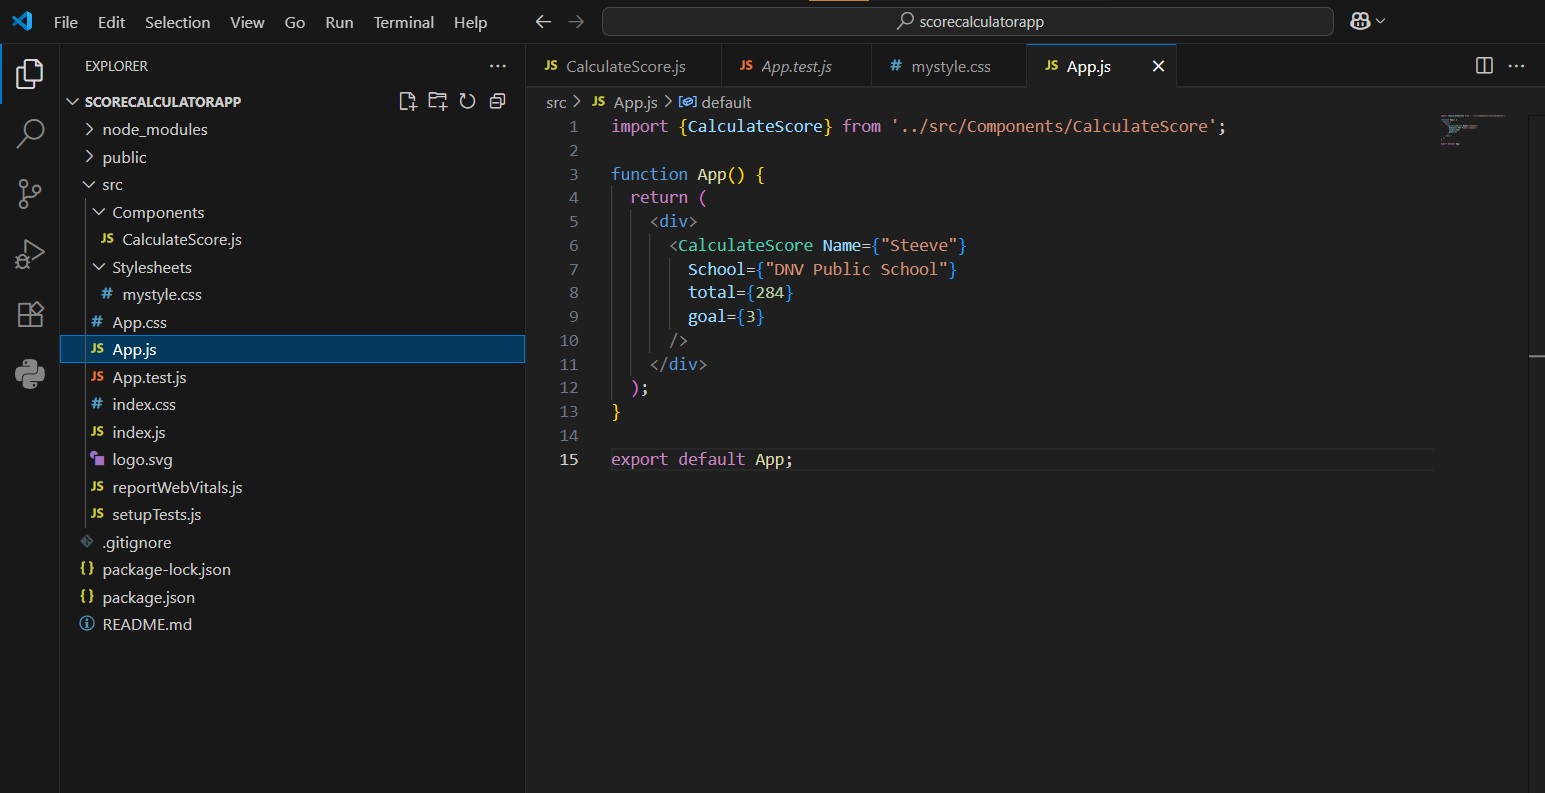 File Edit Selection View Go Run Terminal Help
scorecalculatorapp
EXPLORER
SCORECALCULATORAPP
node_modules
public
src
Components
JS CalculateScore.js
Stylesheets
# mystyle.css
# App.css
JS App.js
JS App.test.js
# index.css
JS index.js
logo.svg
JS reportWebVitals.js
JS setupTests.js
.gitignore
{} package-lock.json
{} package.json
README.md
JS CalculateScore.js JS App.test.js # mystyle.css JS App.js
src > JS App.js > default
1 import {CalculateScore} from '../src/Components/CalculateScore';
2
3 function App() {
4   return (
5     <div>
6       <CalculateScore Name={"Steeve"}
7         School={"DNV Public School"}
8         total={284}
9         goal={3}
10       />
11     </div>
12   );
13 }
14
15 export default App;